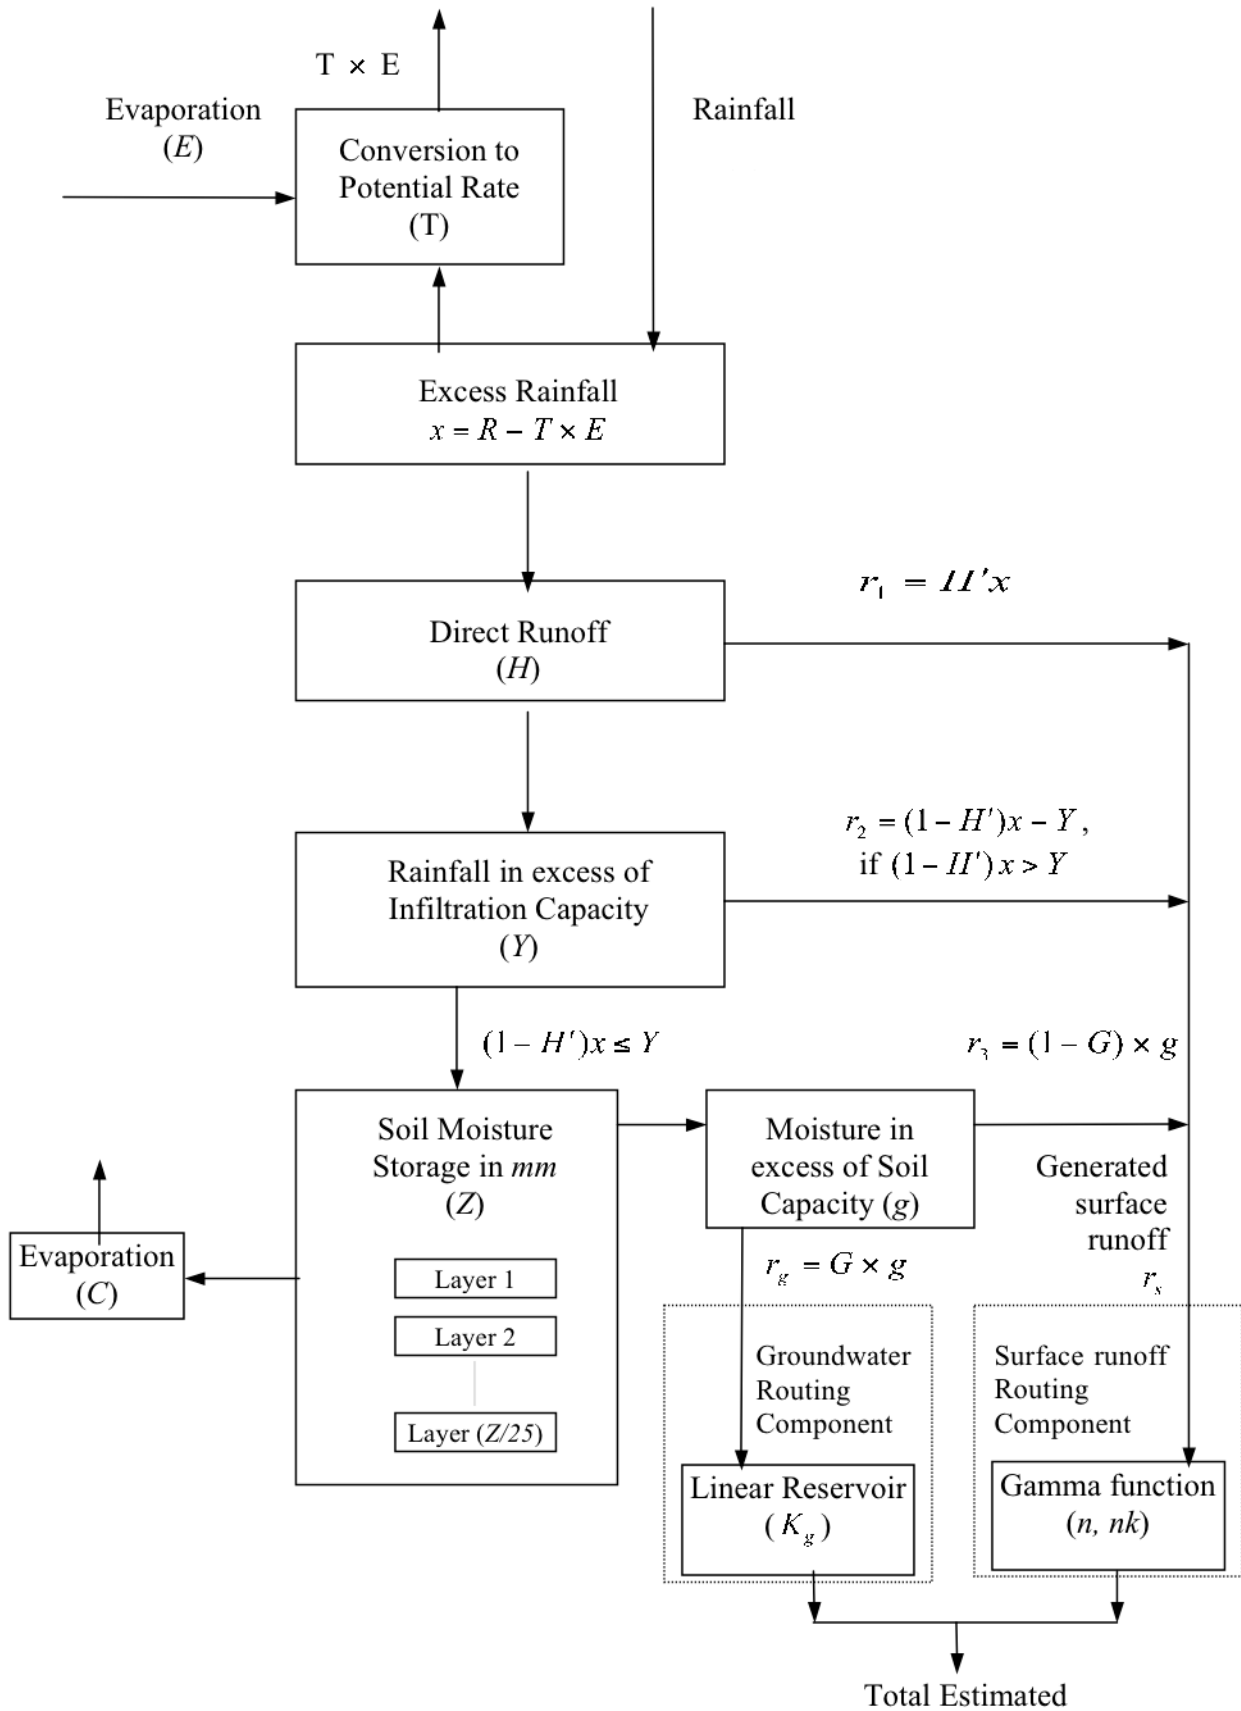 T × E
Evaporation
(E)
Rainfall
Conversion to
Potential Rate
(T)
Excess Rainfall
x = R − T × E
r₁ = H'x
Direct Runoff
(H)
r₂ = (1 − H')x − Y ,
if (1 − H')x > Y
Rainfall in excess of
Infiltration Capacity
(Y)
(1 − H')x ≤ Y
r₃ = (1 − G) × g
Soil Moisture
Storage in mm
(Z)
Moisture in
excess of Soil
Capacity (g)
Generated
surface
runoff
rₛ
Evaporation
(C)
r_g = G × g
Layer 1
Layer 2
Layer (Z/25)
Groundwater
Routing
Component
Surface runoff
Routing
Component
Linear Reservoir
( K_g )
Gamma function
(n, nk)
Total Estimated